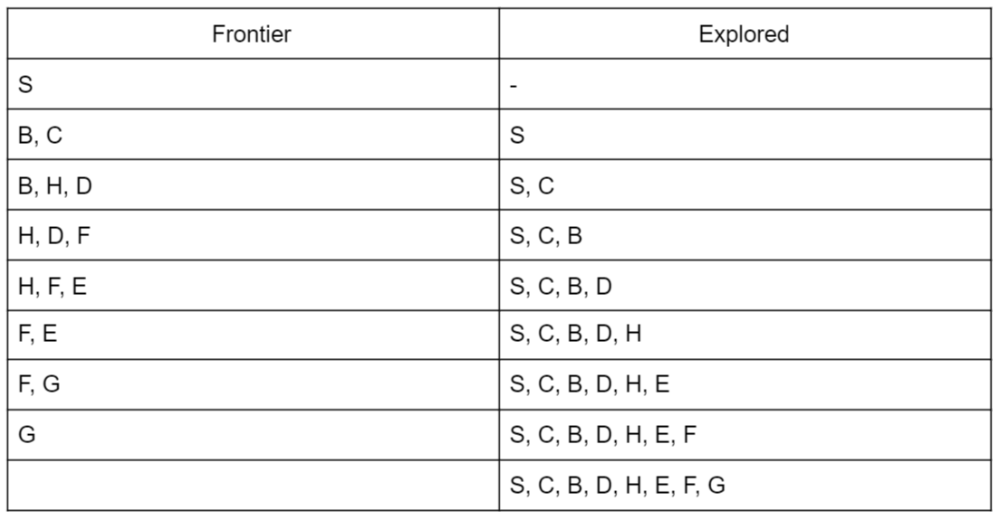 Frontier Explored
S -
B, C S
B, H, D S, C
H, D, F S, C, B
H, F, E S, C, B, D
F, E S, C, B, D, H
F, G S, C, B, D, H, E
G S, C, B, D, H, E, F
S, C, B, D, H, E, F, G